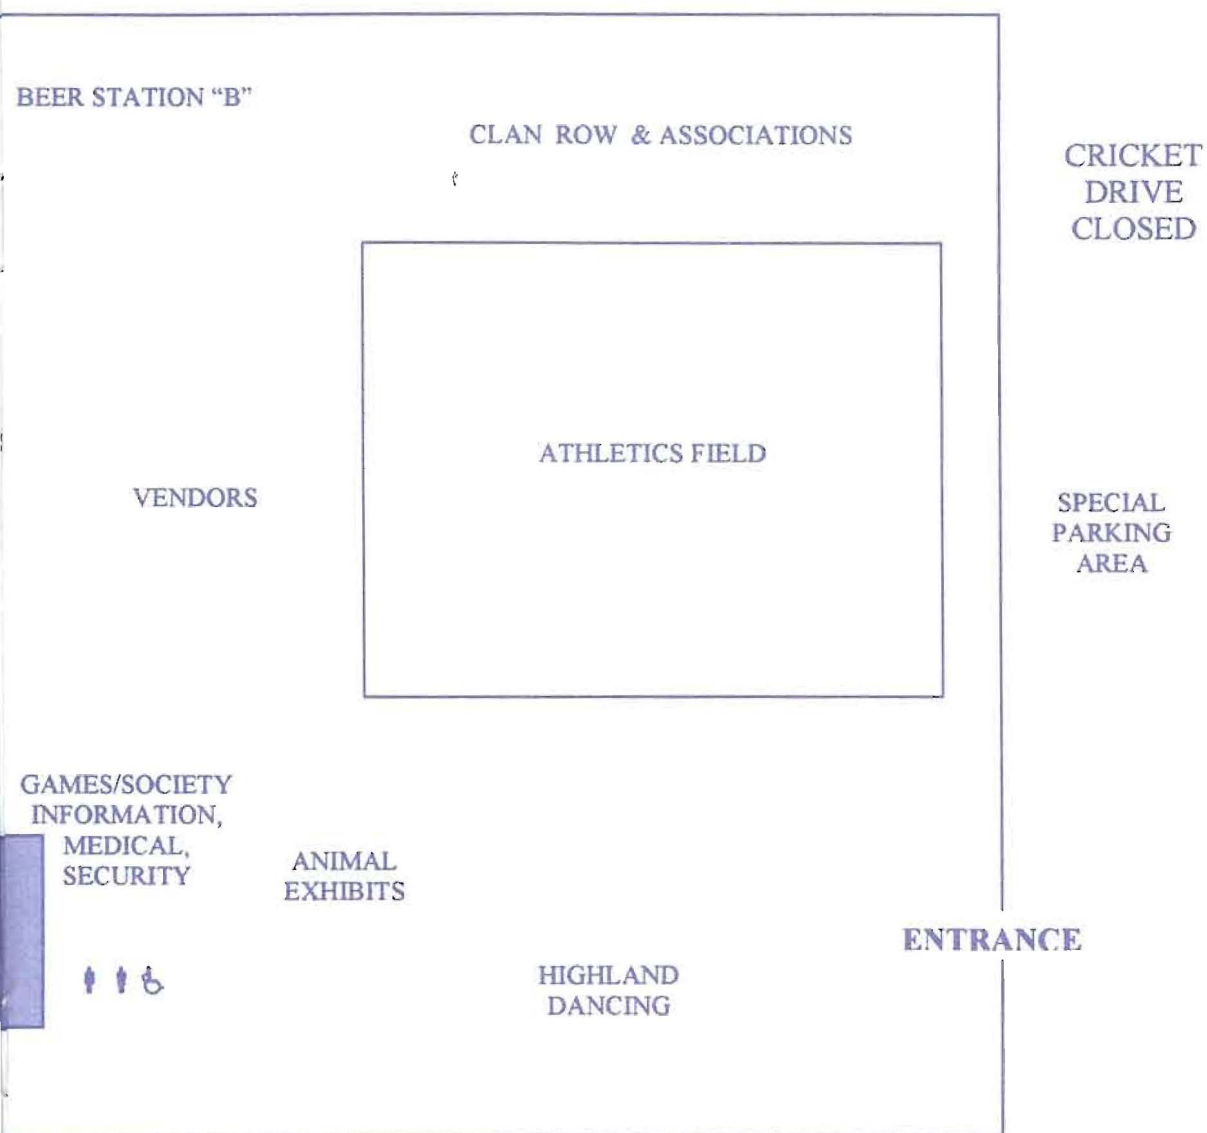 BEER STATION “B”
CLAN ROW & ASSOCIATIONS
CRICKET
DRIVE
CLOSED
ATHLETICS FIELD
VENDORS
SPECIAL
PARKING
AREA
GAMES/SOCIETY
INFORMATION,
MEDICAL,
SECURITY
ANIMAL
EXHIBITS
ENTRANCE
HIGHLAND
DANCING